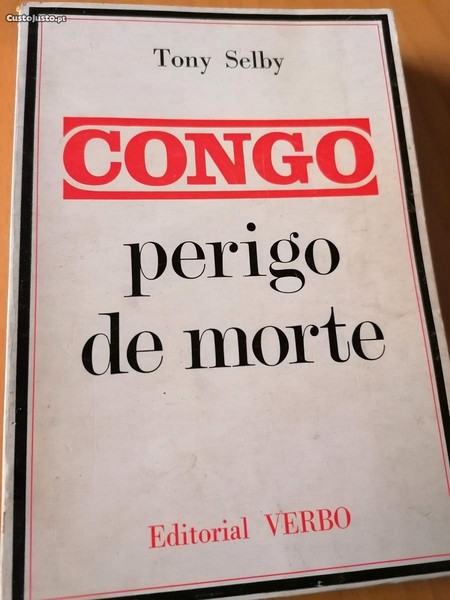 CustoJusto.pt
Tony Selby
CONGO
perigo
de morte
Editorial VERBO